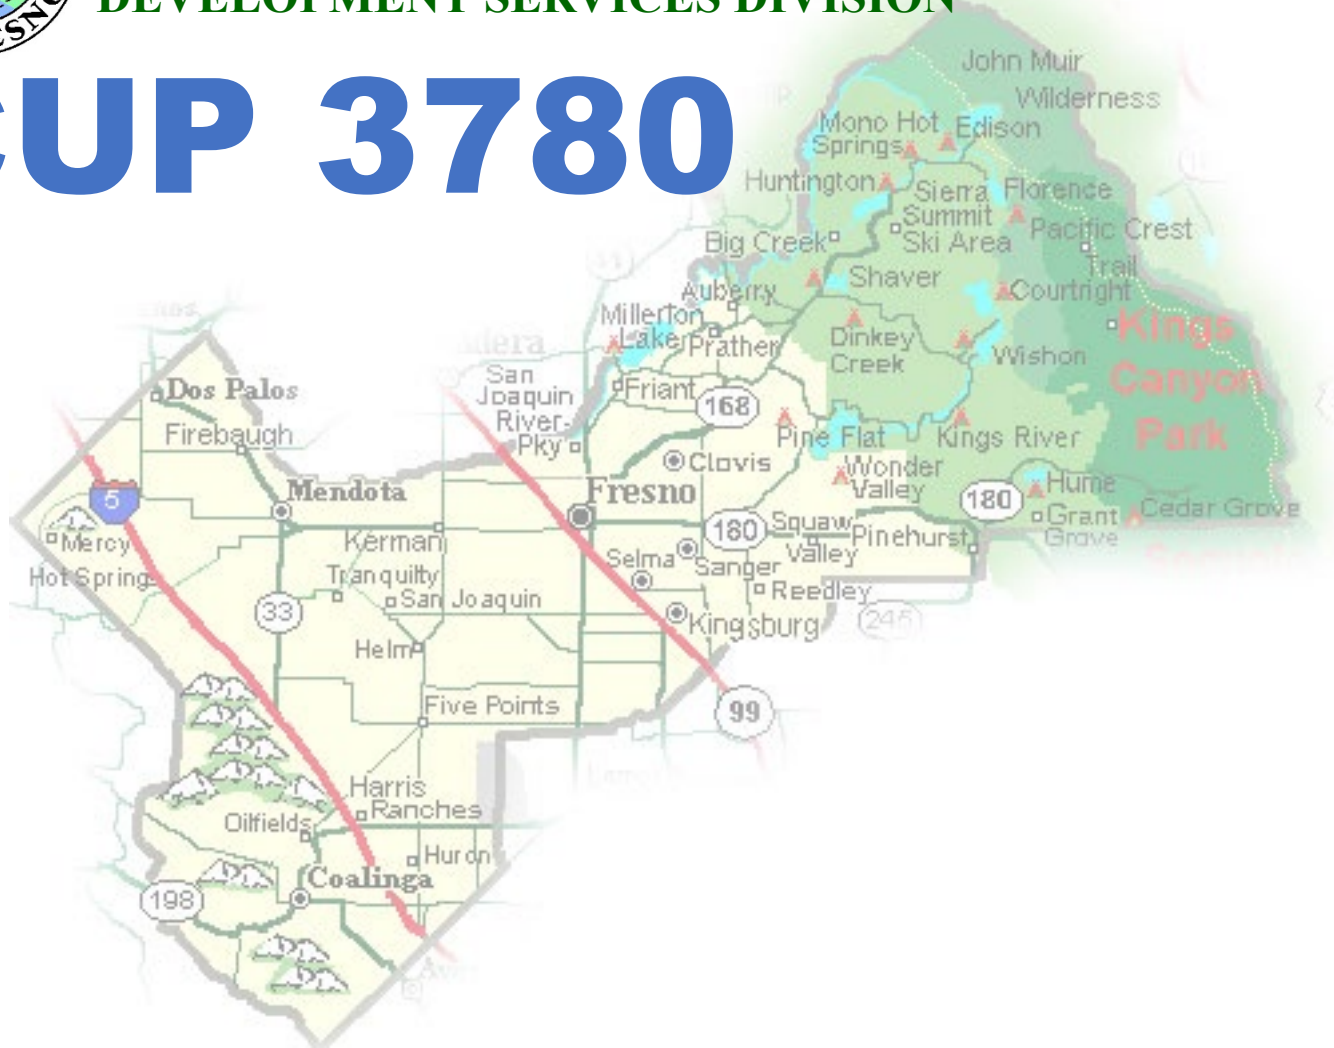 DEVELOPMENT SERVICES DIVISION
CUP 3780
John Muir
Wilderness
Mono Hot
Springs
Edison
Huntington
Sierra
Summit
Ski Area
Florence
Pacific Crest
Trail
Big Creek
Shaver
Courtright
Auberry
Millerton
Lake
Prather
Dinkey
Creek
Wishon
Kings
Canyon
Park
San
Joaquin
River
Pky
Friant
168
Dos Palos
Firebaugh
Pine Flat
Kings River
Clovis
Wonder
Valley
5
Mendota
Fresno
180
Hume
Grant
Grove
Cedar Grove
Mercy
Hot Springs
Kerman
180
Squaw
Valley
Pinehurst
Selma
Sanger
Tranquilty
San Joaquin
Reedley
33
Kingsburg
245
Helm
Five Points
99
Harris
Ranches
Oilfields
Huron
Coalinga
198